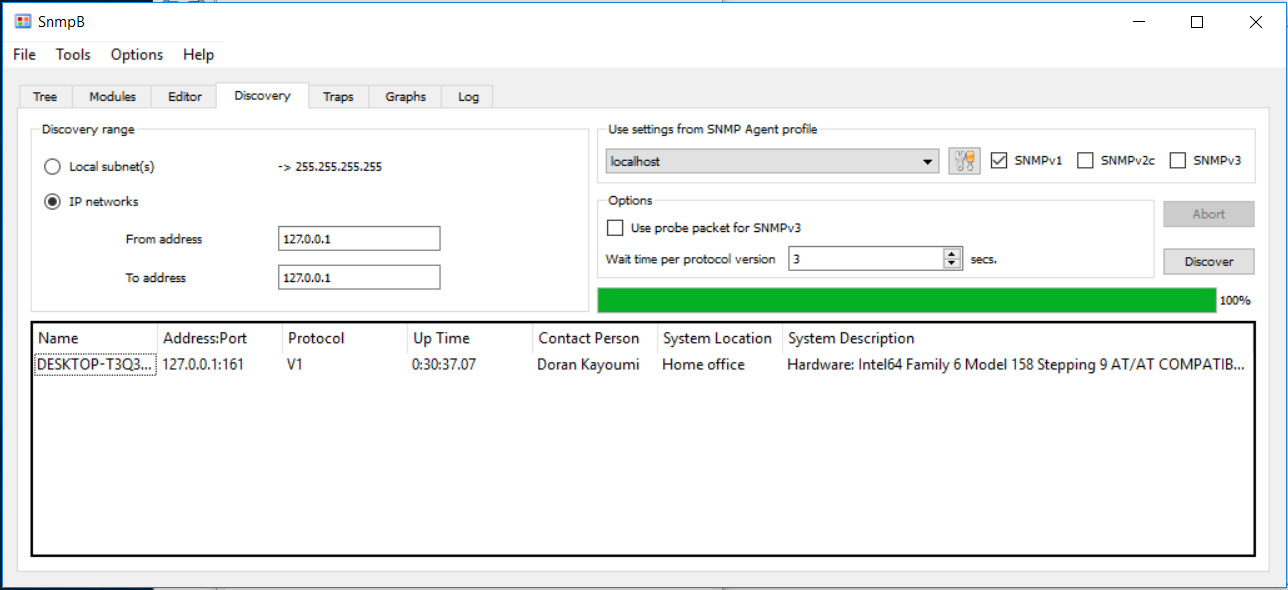 SnmpB
File Tools Options Help
Tree Modules Editor Discovery Traps Graphs Log
Discovery range
Local subnet(s) -> 255.255.255.255
IP networks
From address 127.0.0.1
To address 127.0.0.1
Use settings from SNMP Agent profile
localhost SNMPv1 SNMPv2c SNMPv3
Options
Use probe packet for SNMPv3
Wait time per protocol version 3 secs.
Abort
Discover
100%
Name Address:Port Protocol Up Time Contact Person System Location System Description
DESKTOP-T3Q3... 127.0.0.1:161 V1 0:30:37.07 Doran Kayoumi Home office Hardware: Intel64 Family 6 Model 158 Stepping 9 AT/AT COMPATIB...